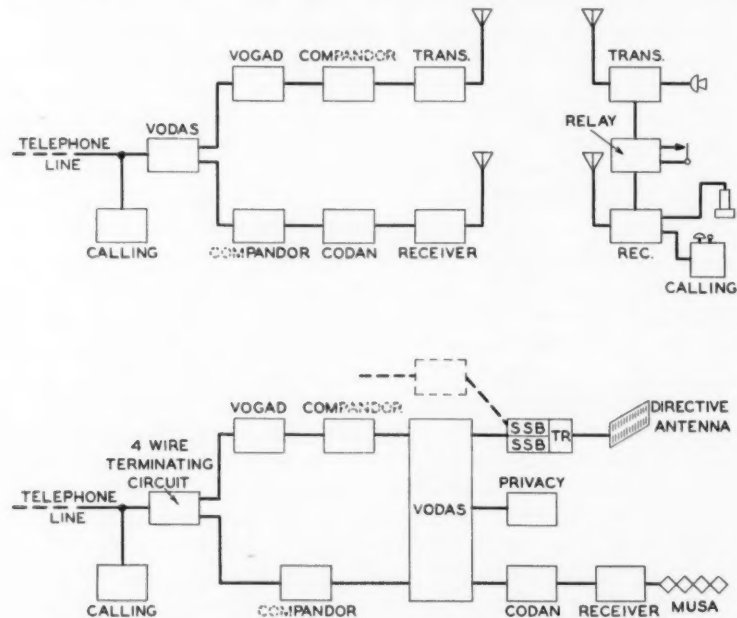 VOGAD
COMPANDOR
TRANS.
TRANS.
VODAS
RELAY
TELEPHONE
LINE
CALLING
COMPANDOR
CODAN
RECEIVER
REC.
CALLING
VOGAD
COMPANDOR
SSB
SSB
TR
DIRECTIVE
ANTENNA
4 WIRE
TERMINATING
CIRCUIT
PRIVACY
TELEPHONE
LINE
VODAS
CALLING
COMPANDOR
CODAN
RECEIVER
MUSA